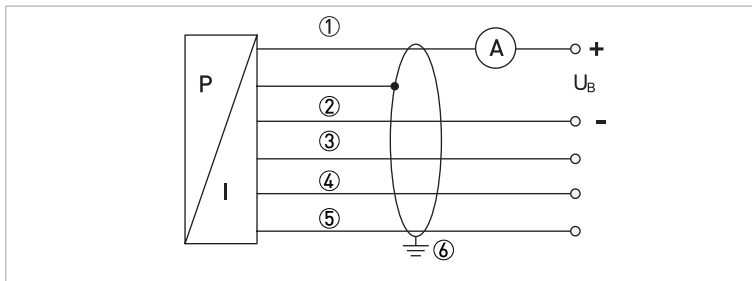 ①
A
+
P
U_B
②
-
③
④
I
⑤
⑥